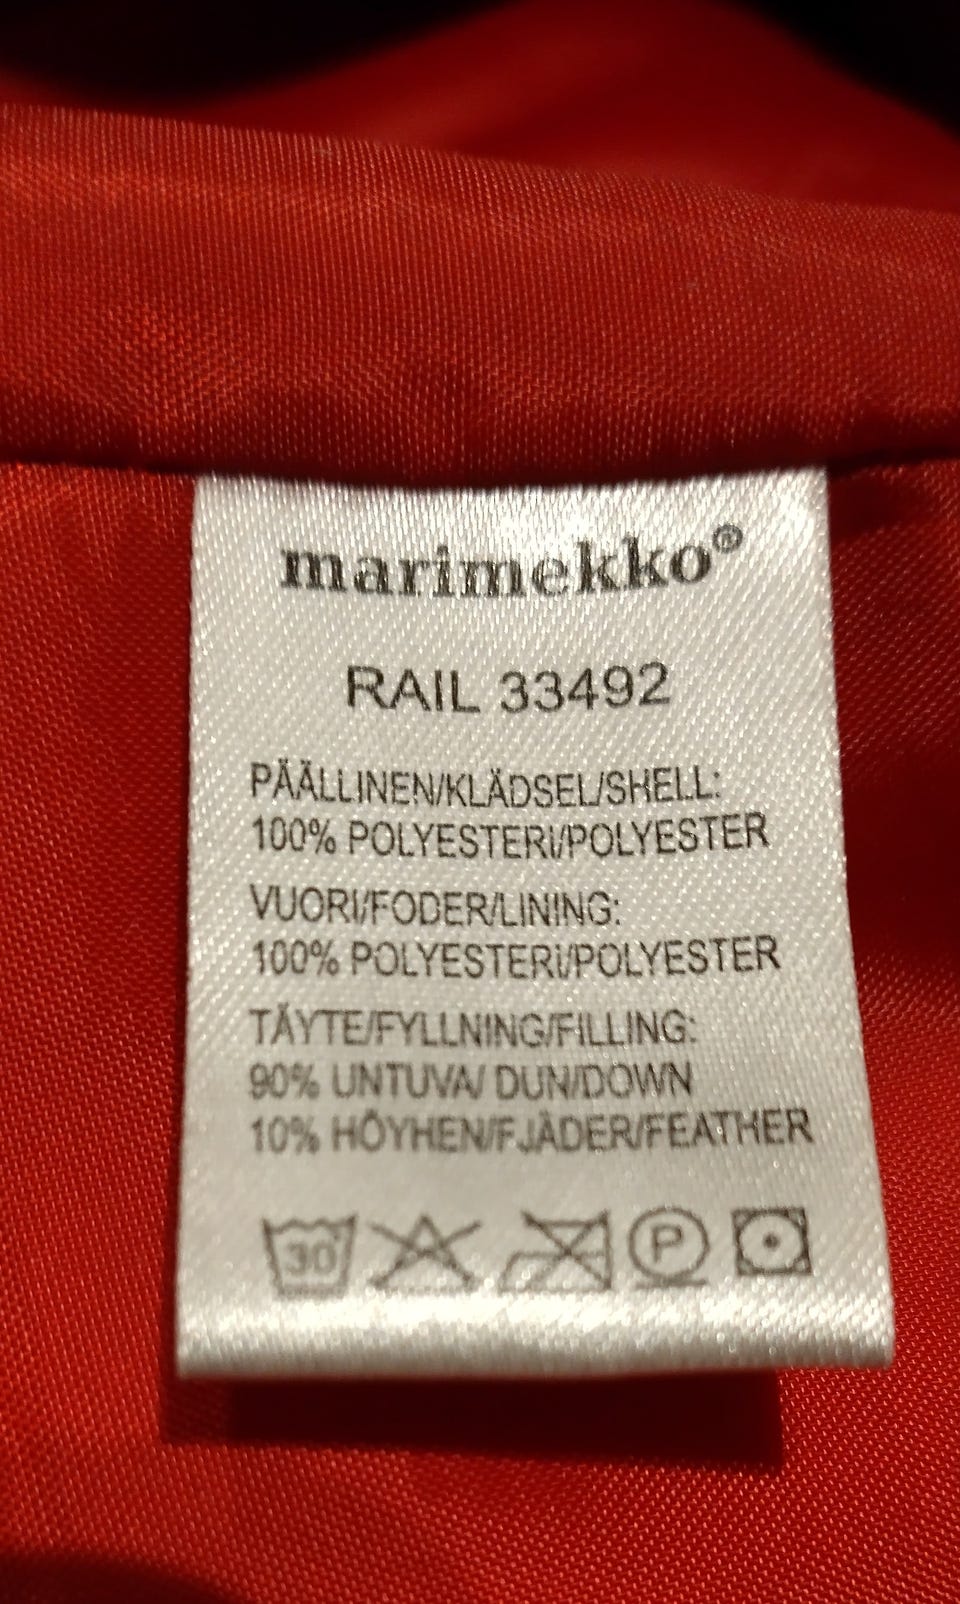 marimekko®
RAIL 33492
PÄÄLLINEN/KLÄDSEL/SHELL:
100% POLYESTERI/POLYESTER
VUORI/FODER/LINING:
100% POLYESTERI/POLYESTER
TÄYTE/FYLLNING/FILLING:
90% UNTUVA/ DUN/DOWN
10% HÖYHEN/FJÄDER/FEATHER
30° P